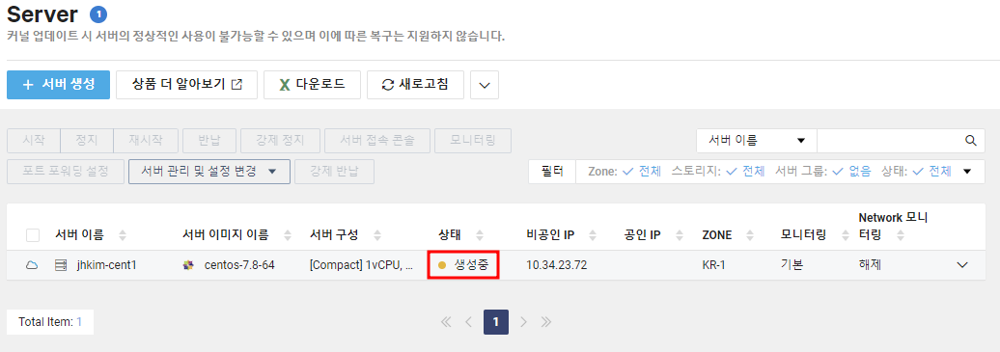 Server 1
커널 업데이트 시 서버의 정상적인 사용이 불가능할 수 있으며 이에 따른 복구는 지원하지 않습니다.
+ 서버 생성 상품 더 알아보기 다운로드 새로고침
시작 정지 재시작 반납 강제 정지 서버 접속 콘솔 모니터링 서버 이름
포트 포워딩 설정 서버 관리 및 설정 변경 강제 반납 필터 Zone: 전체 스토리지: 전체 서버 그룹: 없음 상태: 전체
서버 이름 서버 이미지 이름 서버 구성 상태 비공인 IP 공인 IP ZONE 모니터링 Network 모니
터링
jhkim-cent1 centos-7.8-64 [Compact] 1vCPU, ... 생성중 10.34.23.72 KR-1 기본 해제
Total Item: 1 1